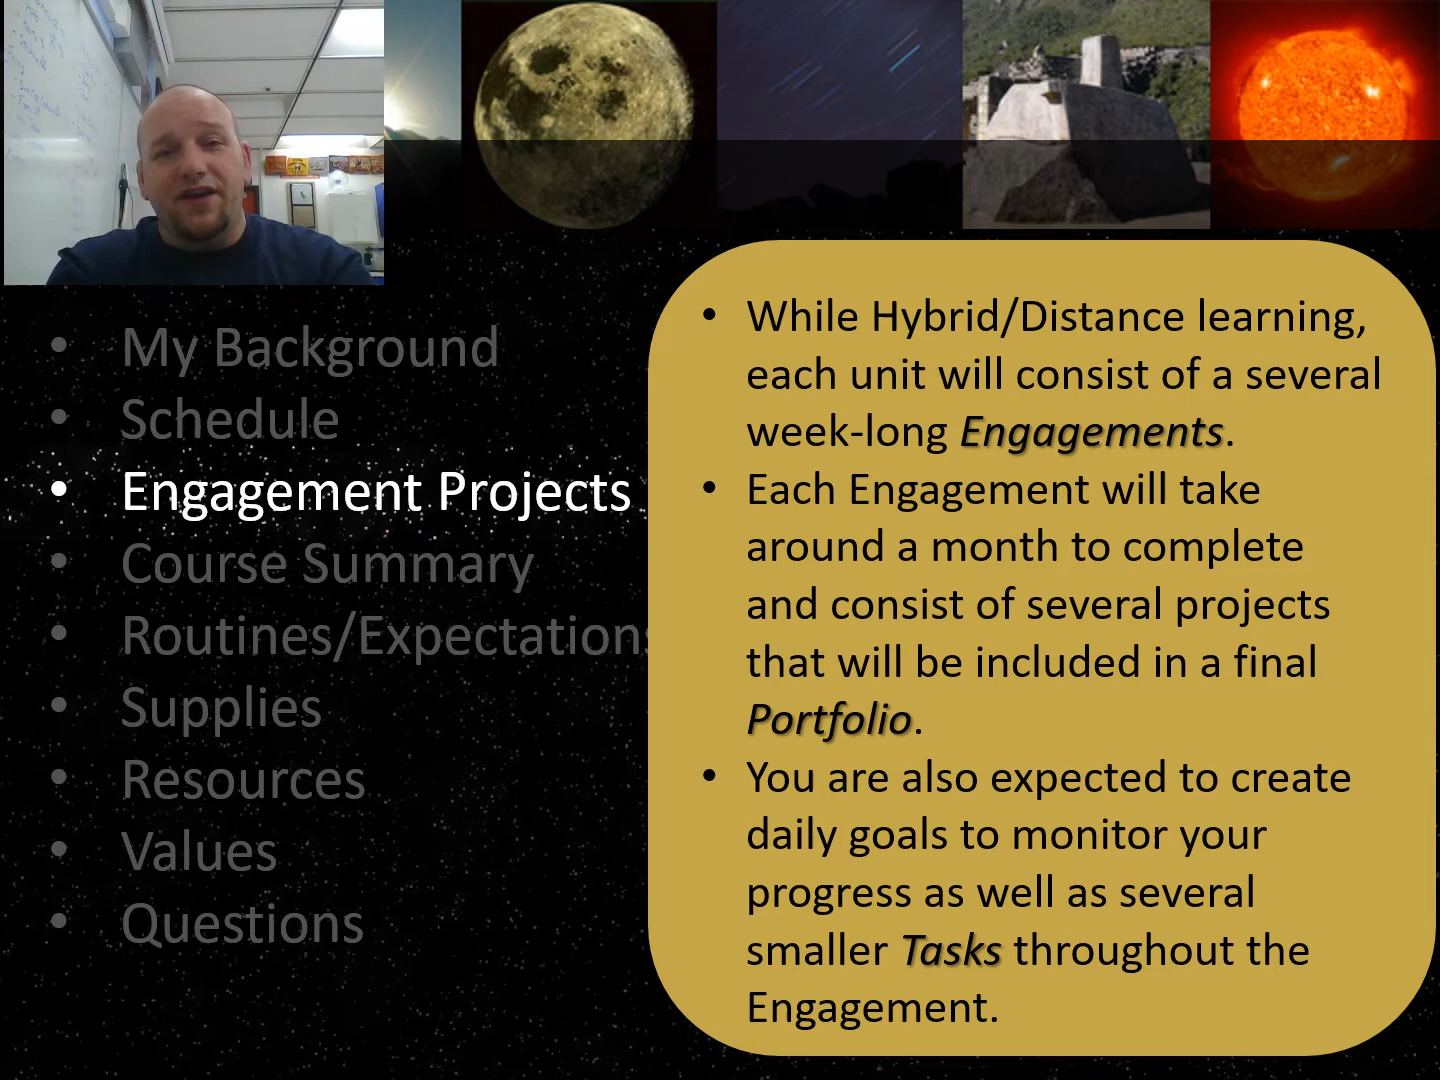 My Background
Schedule
Engagement Projects
Course Summary
Routines/Expectations
Supplies
Resources
Values
Questions
While Hybrid/Distance learning,
each unit will consist of a several
week-long Engagements.
Each Engagement will take
around a month to complete
and consist of several projects
that will be included in a final
Portfolio.
You are also expected to create
daily goals to monitor your
progress as well as several
smaller Tasks throughout the
Engagement.